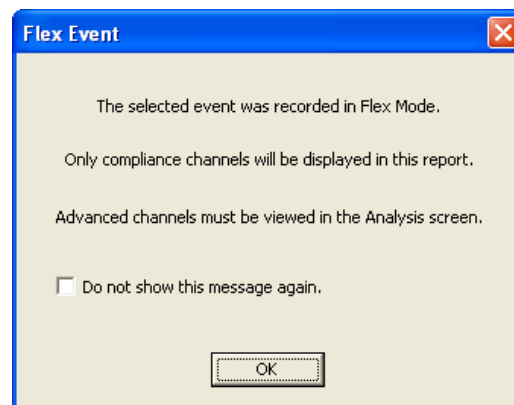 Flex Event
The selected event was recorded in Flex Mode.
Only compliance channels will be displayed in this report.
Advanced channels must be viewed in the Analysis screen.
Do not show this message again.
OK